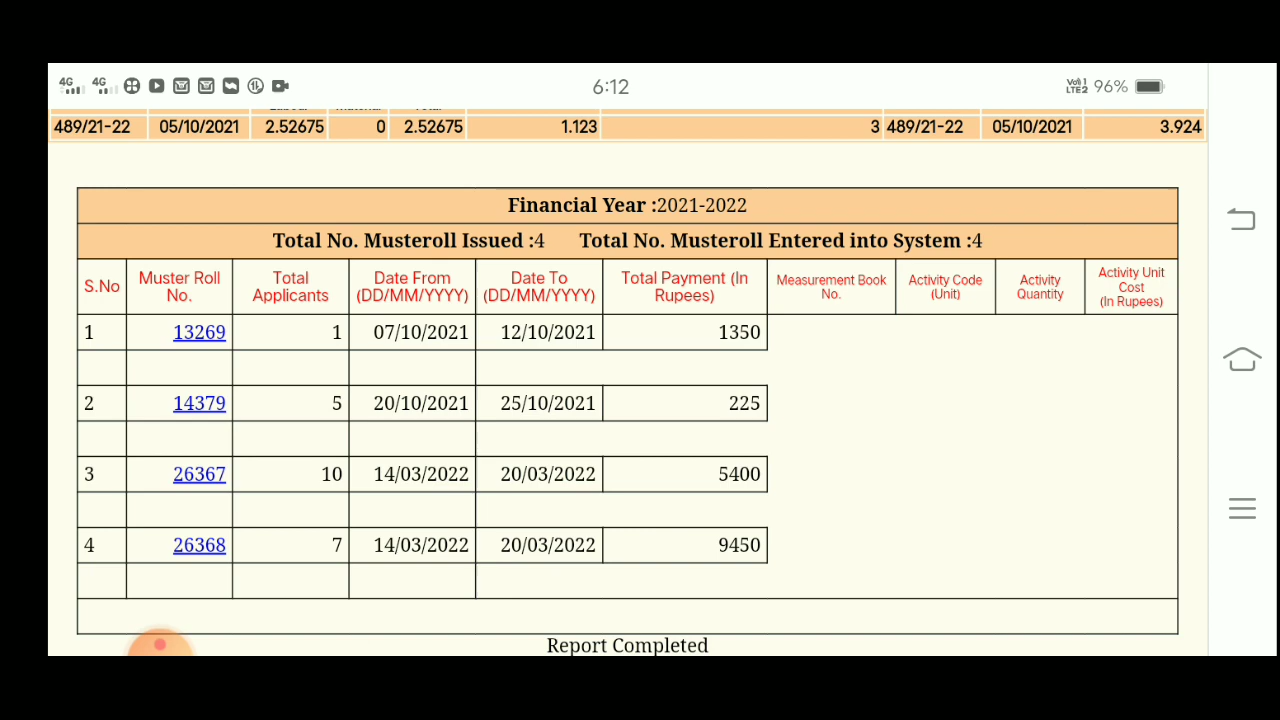 4G 4G 6:12 Vo) 1 LTE2 96%
489/21-22 05/10/2021 2.52675 0 2.52675 1.123 3 489/21-22 05/10/2021 3.924
Financial Year :2021-2022
Total No. Musteroll Issued :4 Total No. Musteroll Entered into System :4
S.No Muster Roll No. Total Applicants Date From (DD/MM/YYYY) Date To (DD/MM/YYYY) Total Payment (In Rupees) Measurement Book No. Activity Code (Unit) Activity Quantity Activity Unit Cost (In Rupees)
1 13269 1 07/10/2021 12/10/2021 1350
2 14379 5 20/10/2021 25/10/2021 225
3 26367 10 14/03/2022 20/03/2022 5400
4 26368 7 14/03/2022 20/03/2022 9450
Report Completed